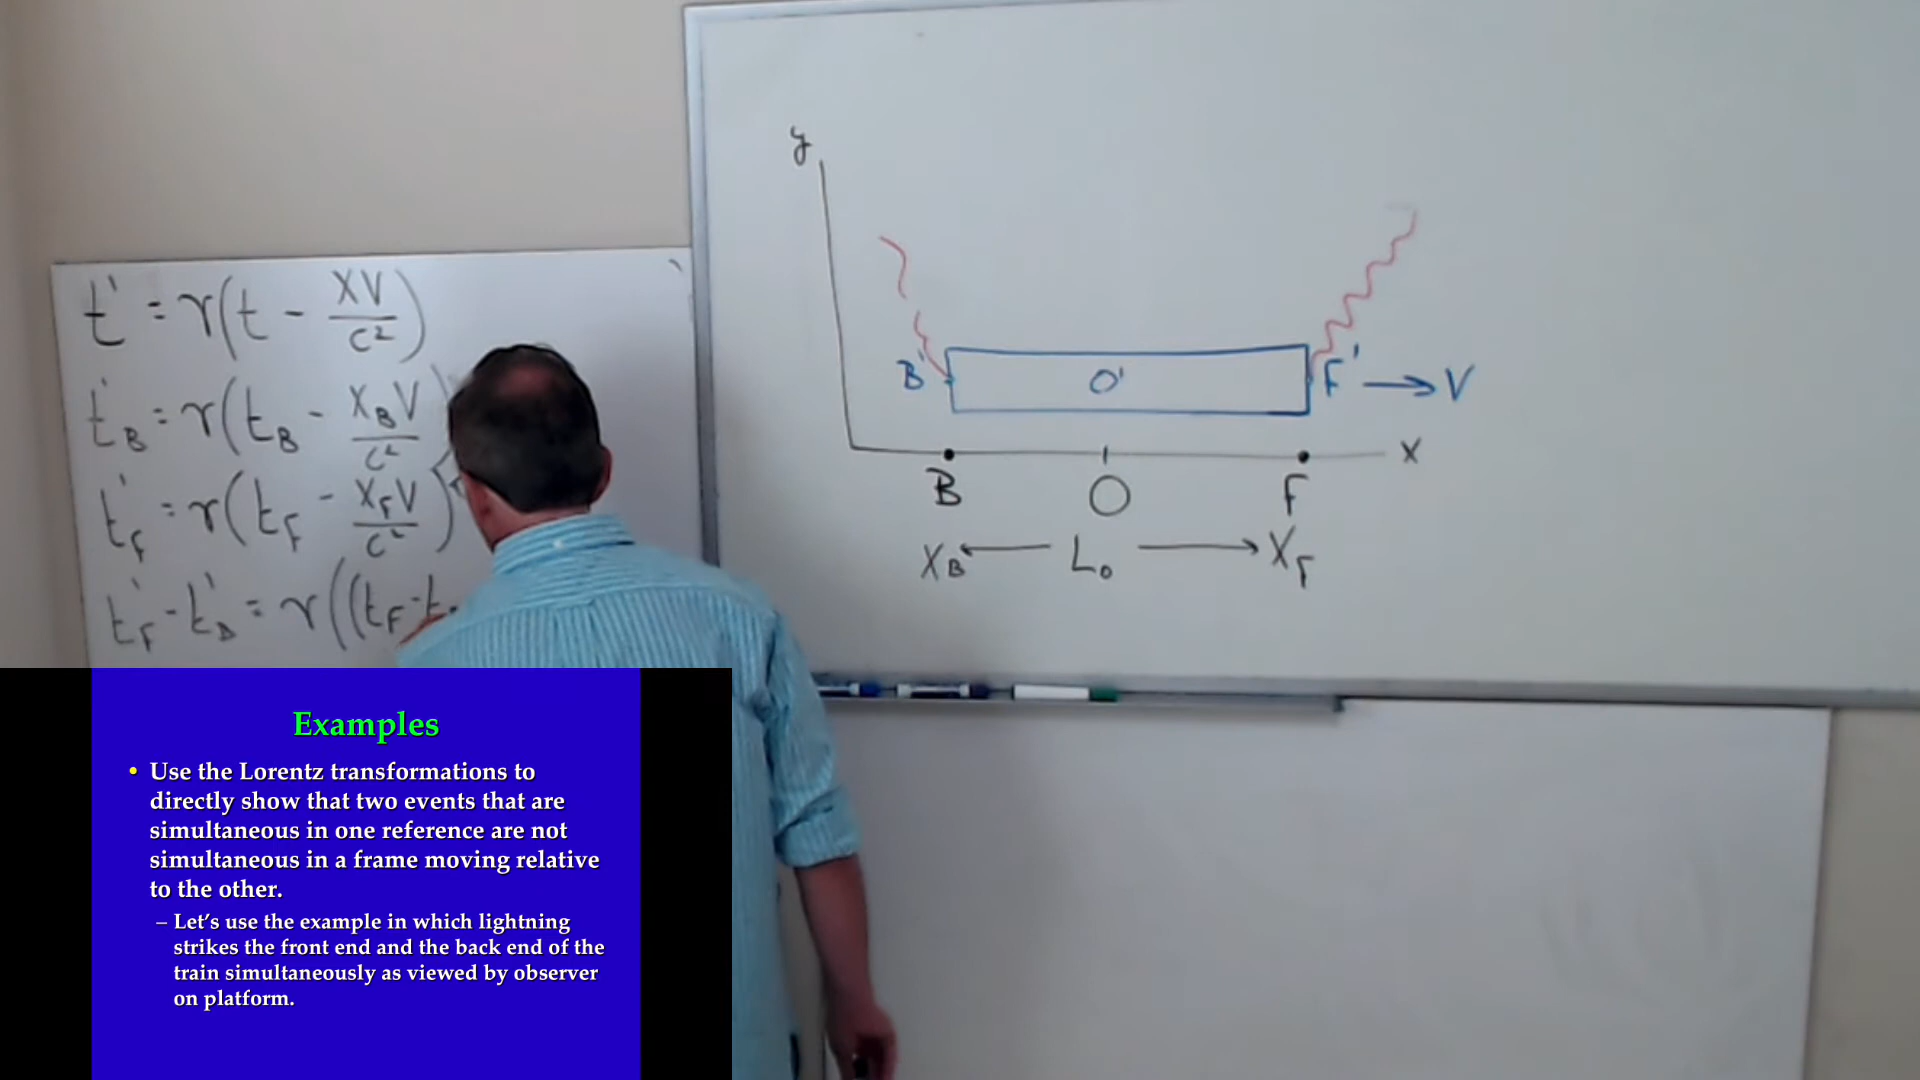 t' = γ(t - XV/C²)
t'B = γ(tB - XBV/C²)
t'F = γ(tF - XFV/C²)
t'F - t'B = γ((tF - t
y
B'
O'
F' → V
X
B
O
F
XB ← L₀ → XF
Examples
• Use the Lorentz transformations to
directly show that two events that are
simultaneous in one reference are not
simultaneous in a frame moving relative
to the other.
– Let's use the example in which lightning
strikes the front end and the back end of the
train simultaneously as viewed by observer
on platform.